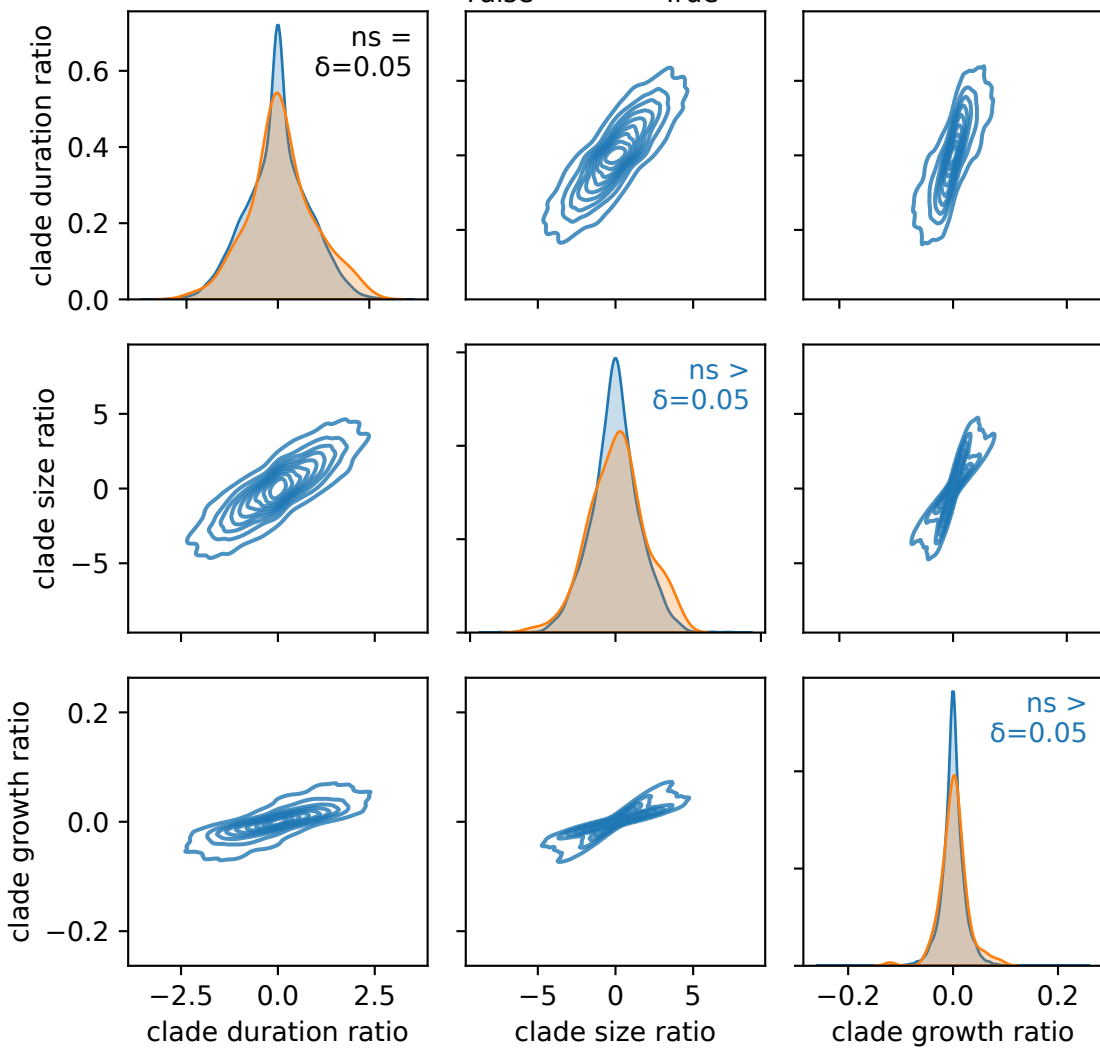 clade duration ratio
0.6
0.4
0.2
0.0
ns =
δ=0.05
clade size ratio
5
0
−5
ns >
δ=0.05
clade growth ratio
0.2
0.0
−0.2
ns >
δ=0.05
−2.5 0.0 2.5
−5 0 5
−0.2 0.0 0.2
clade duration ratio
clade size ratio
clade growth ratio